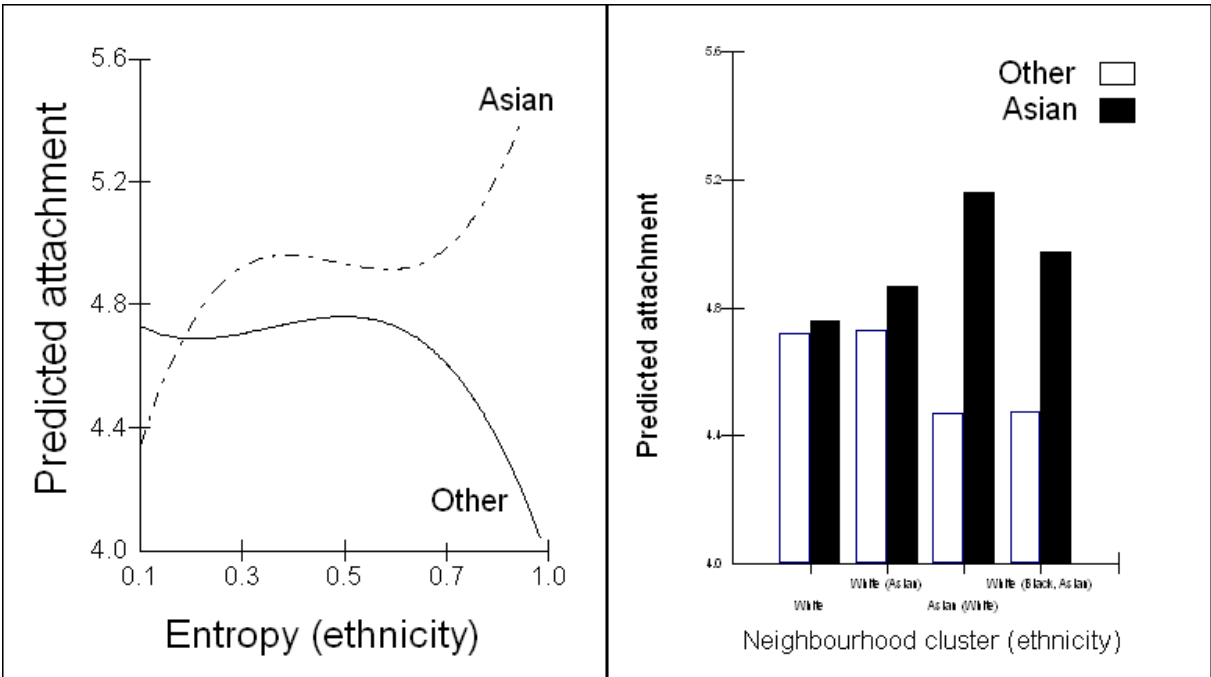 5.6
5.2
4.8
4.4
4.0
Predicted attachment
Asian
Other
0.1 0.3 0.5 0.7 1.0
Entropy (ethnicity)
5.6
5.2
4.8
4.4
4.0
Predicted attachment
Other
Asian
White (Asian) White (Black, Asian)
White Asian (White)
Neighbourhood cluster (ethnicity)